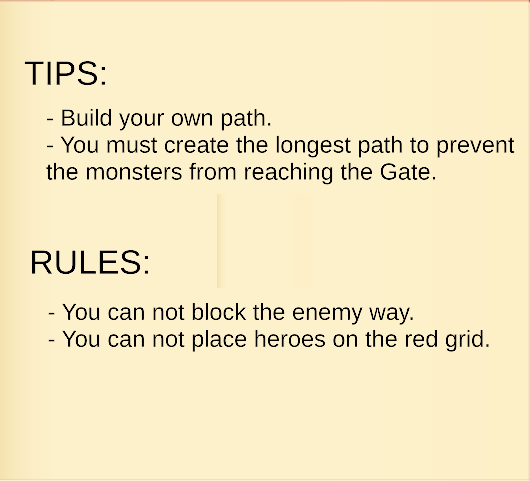 TIPS:
- Build your own path.
- You must create the longest path to prevent
the monsters from reaching the Gate.
RULES:
- You can not block the enemy way.
- You can not place heroes on the red grid.